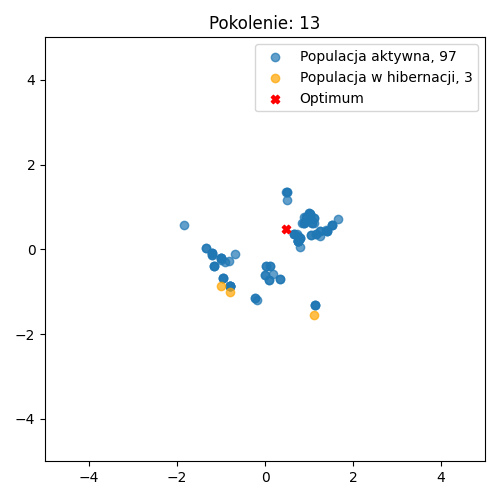 Pokolenie: 13
Populacja aktywna, 97
Populacja w hibernacji, 3
Optimum
4
2
0
−2
−4
−4
−2
0
2
4